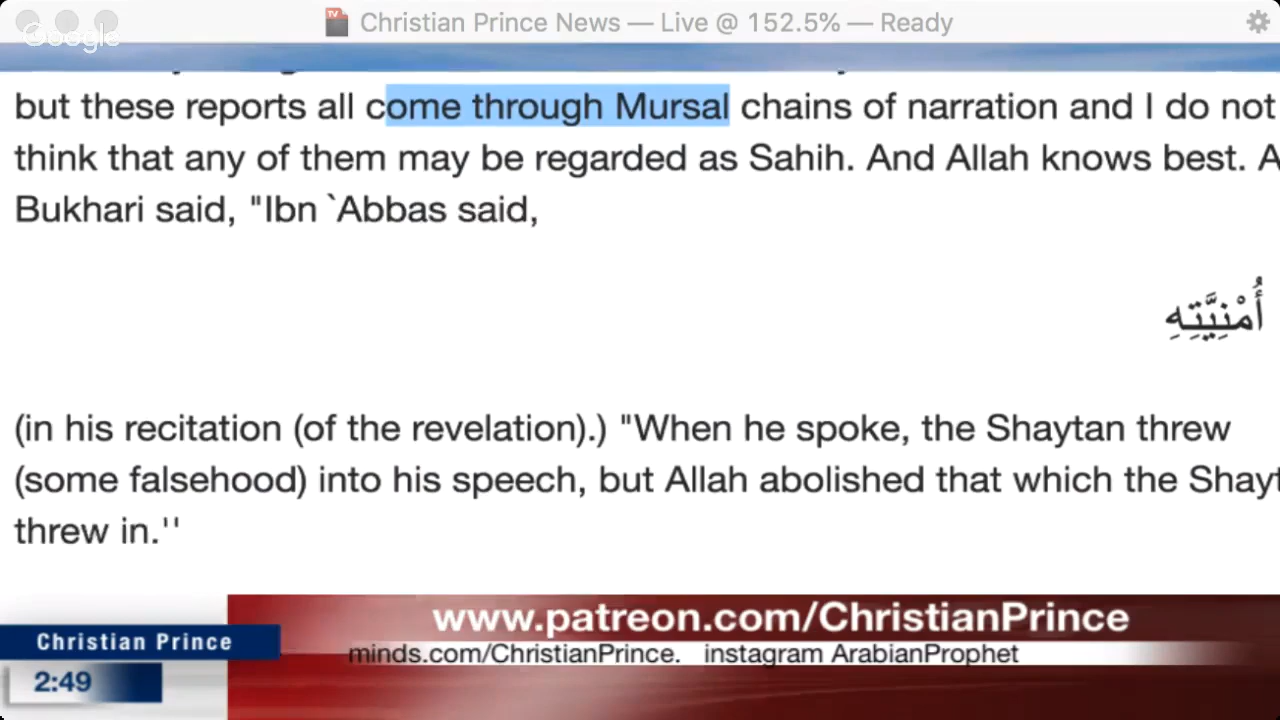 Christian Prince News — Live @ 152.5% — Ready
Google
TV
but these reports all come through Mursal chains of narration and I do not
think that any of them may be regarded as Sahih. And Allah knows best. A
Bukhari said, "Ibn `Abbas said,
أُمْنِيَّتِهِ
(in his recitation (of the revelation).) "When he spoke, the Shaytan threw
(some falsehood) into his speech, but Allah abolished that which the Shayt
threw in.''
www.patreon.com/ChristianPrince
Christian Prince
minds.com/ChristianPrince. instagram ArabianProphet
2:49